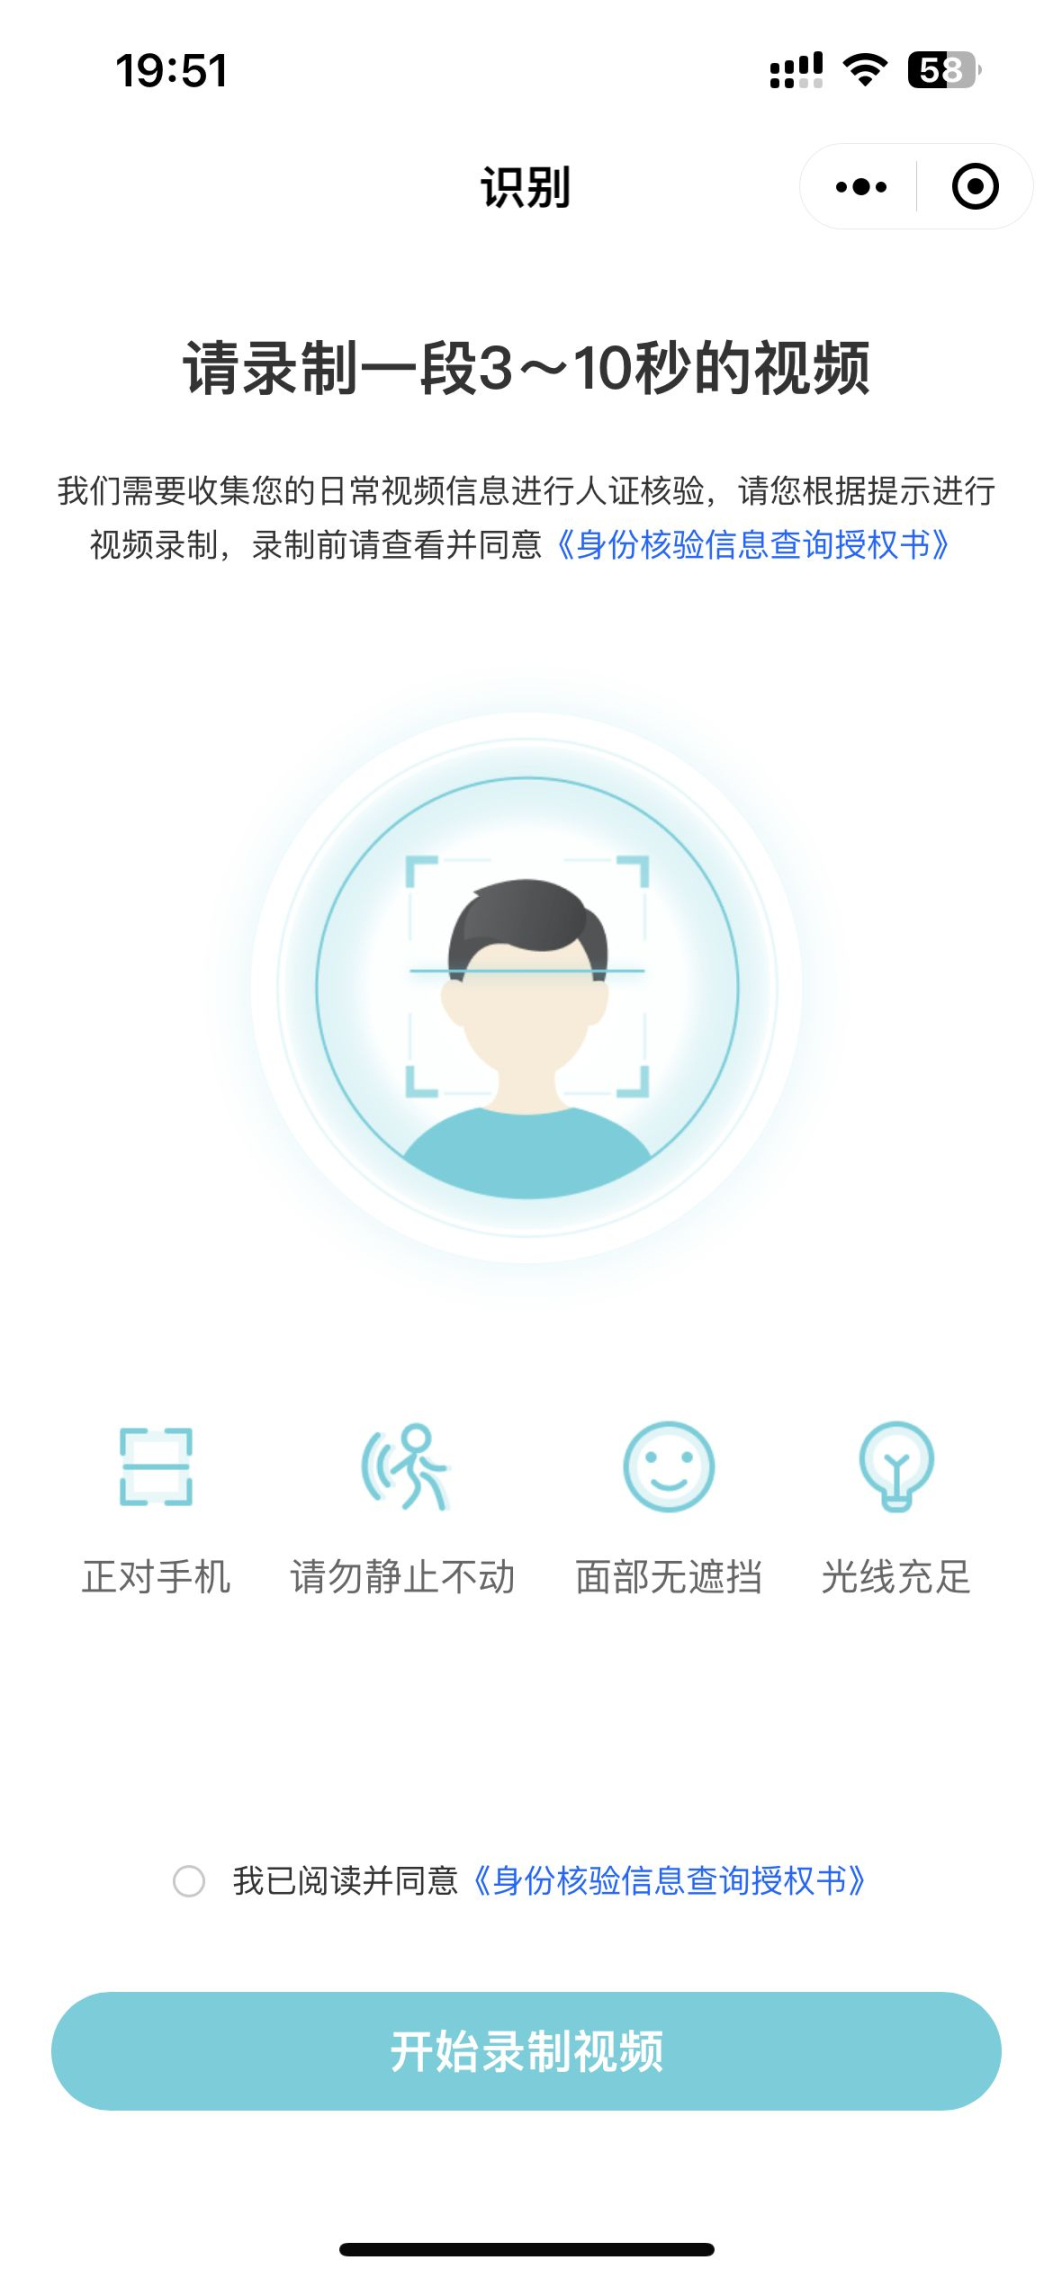 19:51
58
识别
请录制一段3～10秒的视频
我们需要收集您的日常视频信息进行人证核验，请您根据提示进行
视频录制，录制前请查看并同意《身份核验信息查询授权书》
正对手机
请勿静止不动
面部无遮挡
光线充足
我已阅读并同意《身份核验信息查询授权书》
开始录制视频